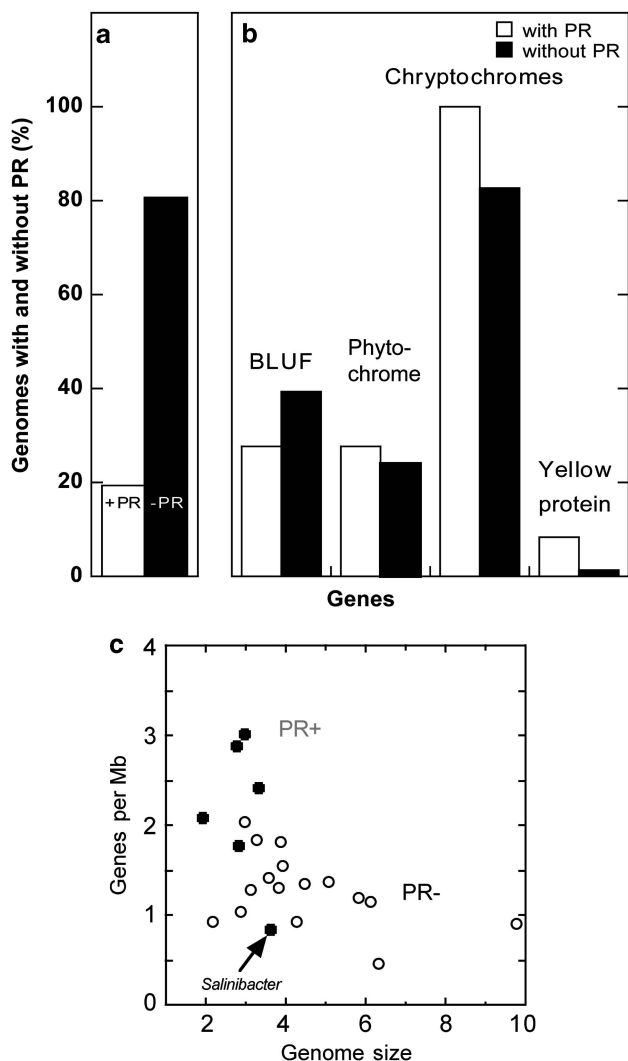 a
b
with PR
without PR
Chryptochromes
Genomes with and without PR (%)
100
80
60
40
20
0
BLUF
Phyto-
chrome
Yellow
protein
+PR
-PR
Genes
c
4
3
2
1
0
Genes per Mb
PR+
PR-
Salinibacter
2
4
6
8
10
Genome size